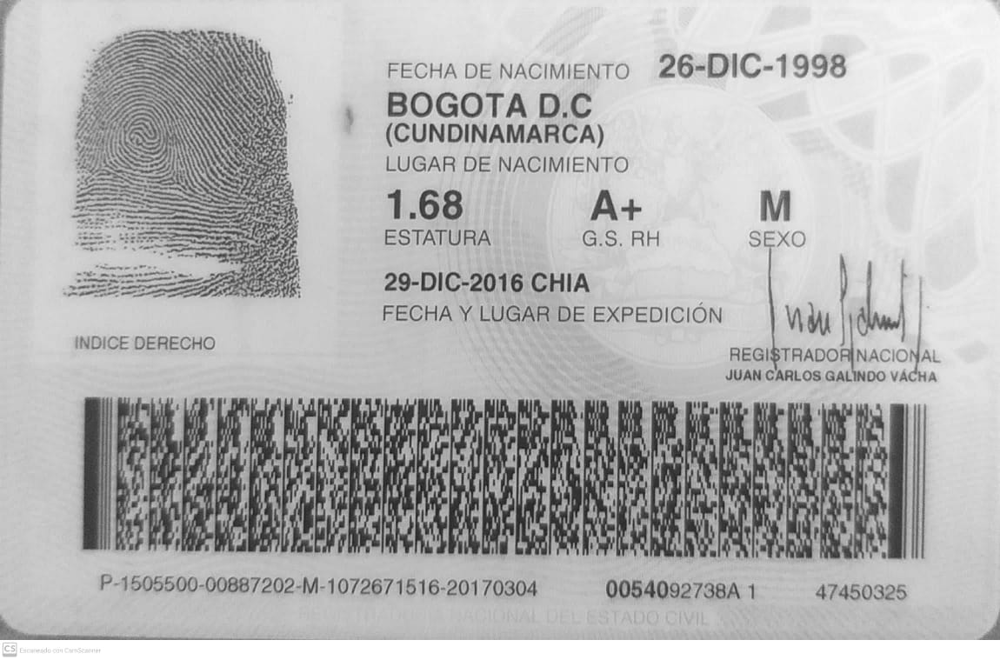 FECHA DE NACIMIENTO 26-DIC-1998
BOGOTA D.C
(CUNDINAMARCA)
LUGAR DE NACIMIENTO
1.68 A+ M
ESTATURA G.S. RH SEXO
29-DIC-2016 CHIA
FECHA Y LUGAR DE EXPEDICIÓN
INDICE DERECHO
REGISTRADOR NACIONAL
JUAN CARLOS GALINDO VÁCHA
P-1505500-00887202-M-1072671516-20170304 0054092738A 1 47450325
REGISTRADURIA NACIONAL DEL ESTADO CIVIL
CS Escaneado con CamScanner